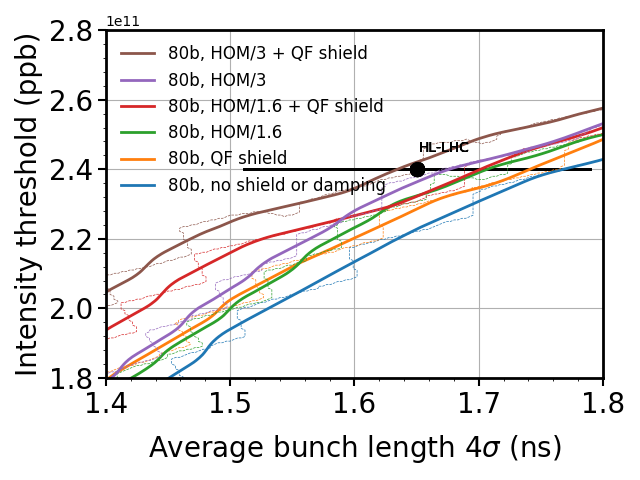 1e11
2.8
2.6
2.4
2.2
2.0
1.8
Intensity threshold (ppb)
80b, HOM/3 + QF shield
80b, HOM/3
80b, HOM/1.6 + QF shield
80b, HOM/1.6
80b, QF shield
80b, no shield or damping
HL-LHC
1.4 1.5 1.6 1.7 1.8
Average bunch length 4σ (ns)